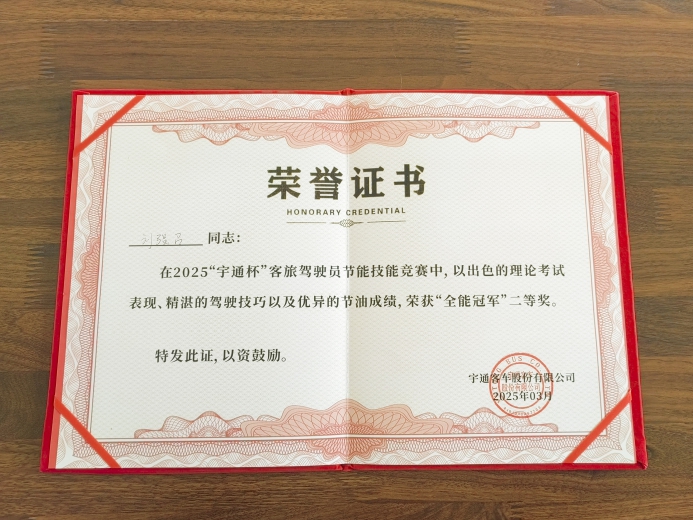 荣誉证书
HONORARY CREDENTIAL
同志：
在2025“宇通杯”客旅驾驶员节能技能竞赛中，以出色的理论考试
表现、精湛的驾驶技巧以及优异的节油成绩，荣获“全能冠军”二等奖。
特发此证，以资鼓励。
宇通客车股份有限公司
2025年03月